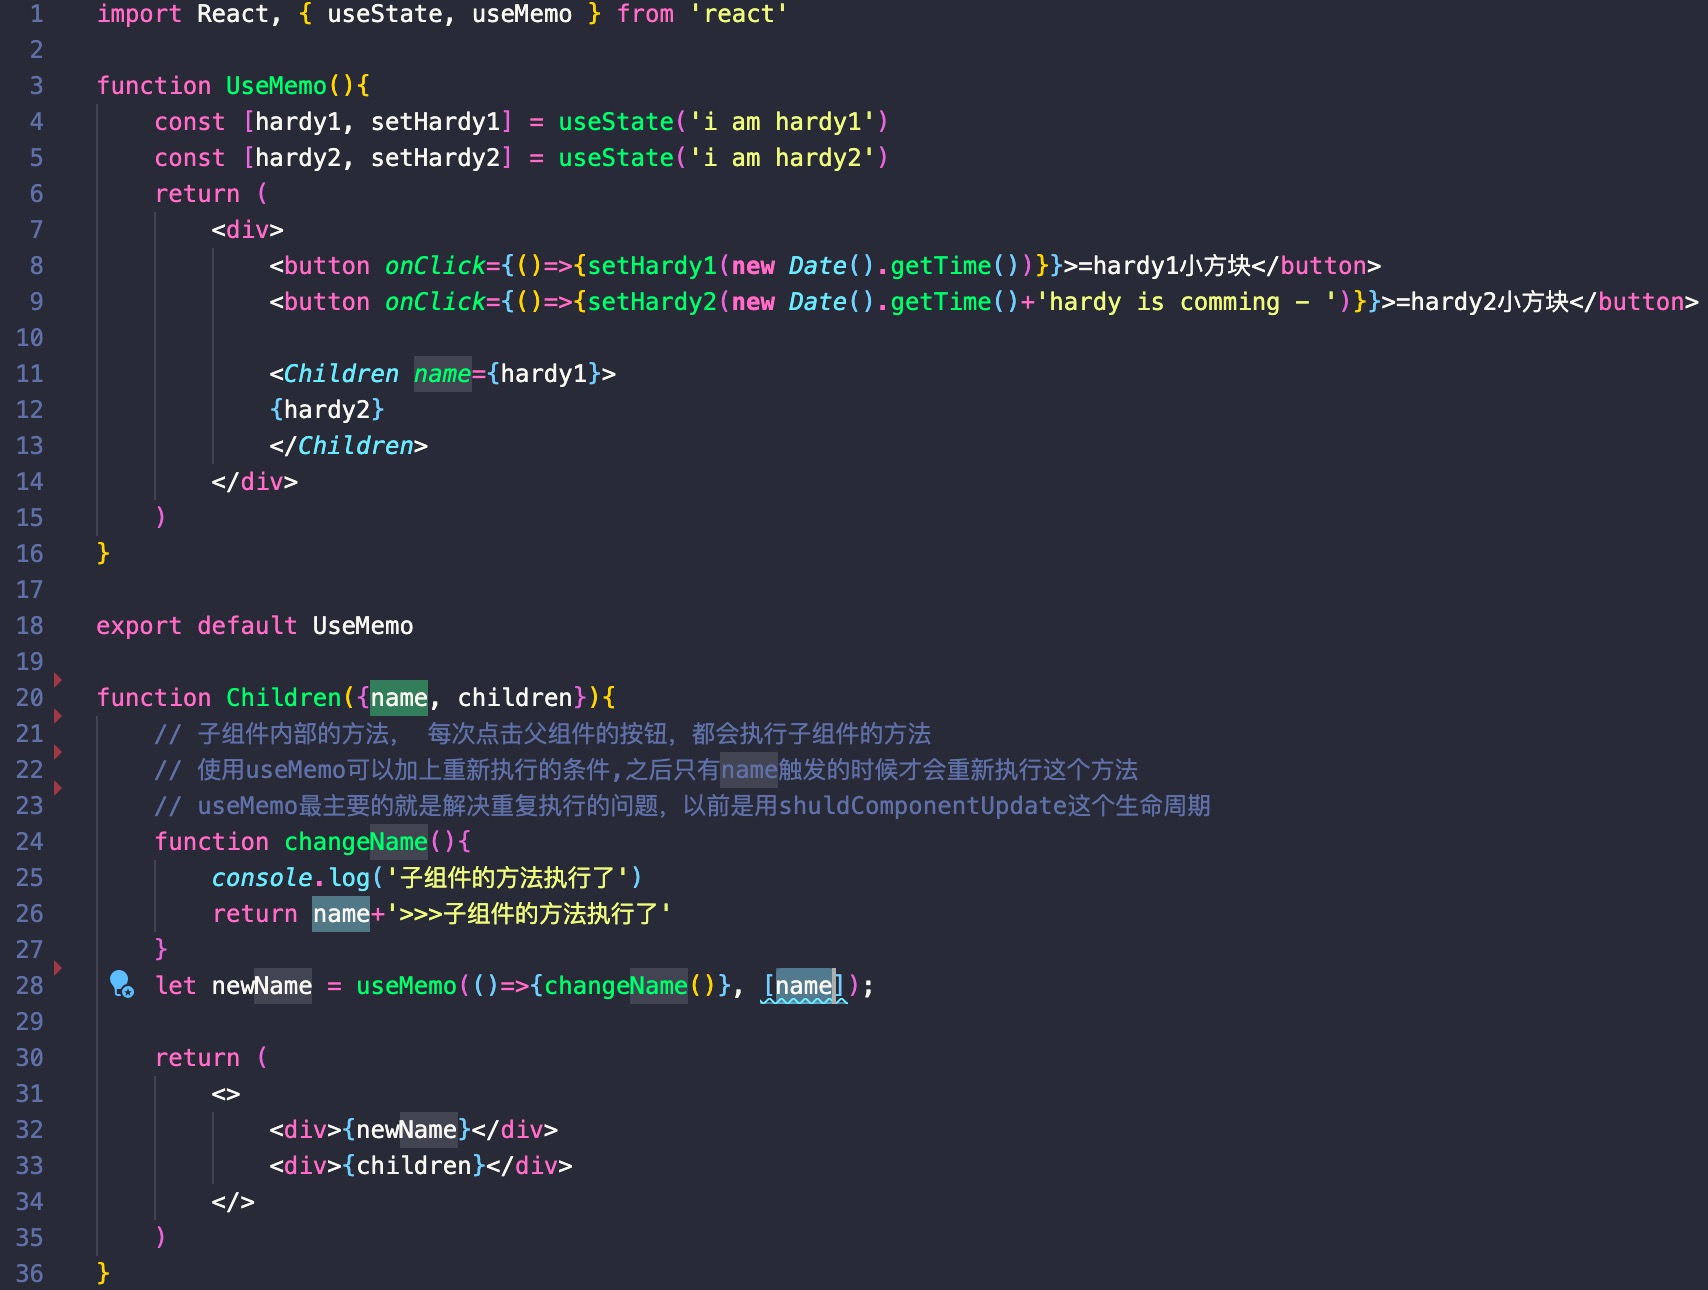 1 import React, { useState, useMemo } from 'react'
2
3 function UseMemo(){
4 const [hardy1, setHardy1] = useState('i am hardy1')
5 const [hardy2, setHardy2] = useState('i am hardy2')
6 return (
7 <div>
8 <button onClick={()=>{setHardy1(new Date().getTime())}}>=hardy1小方块</button>
9 <button onClick={()=>{setHardy2(new Date().getTime()+'hardy is comming - ')}}>=hardy2小方块</button>
10
11 <Children name={hardy1}>
12 {hardy2}
13 </Children>
14 </div>
15 )
16 }
17
18 export default UseMemo
19
20 function Children({name, children}){
21 // 子组件内部的方法， 每次点击父组件的按钮，都会执行子组件的方法
22 // 使用useMemo可以加上重新执行的条件,之后只有name触发的时候才会重新执行这个方法
23 // useMemo最主要的就是解决重复执行的问题，以前是用shuldComponentUpdate这个生命周期
24 function changeName(){
25 console.log('子组件的方法执行了')
26 return name+'>>>子组件的方法执行了'
27 }
28 let newName = useMemo(()=>{changeName()}, [name]);
29
30 return (
31 <>
32 <div>{newName}</div>
33 <div>{children}</div>
34 </>
35 )
36 }